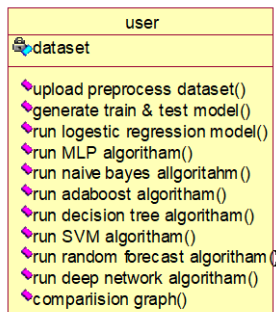 user
dataset
upload preprocess dataset()
generate train & test model()
run logestic regression model()
run MLP algoritham()
run naive bayes allgoritahm()
run adaboost algoritham()
run decision tree algoritham()
run SVM algoritham()
run random forecast algoritham()
run deep network algoritham()
compariision graph()